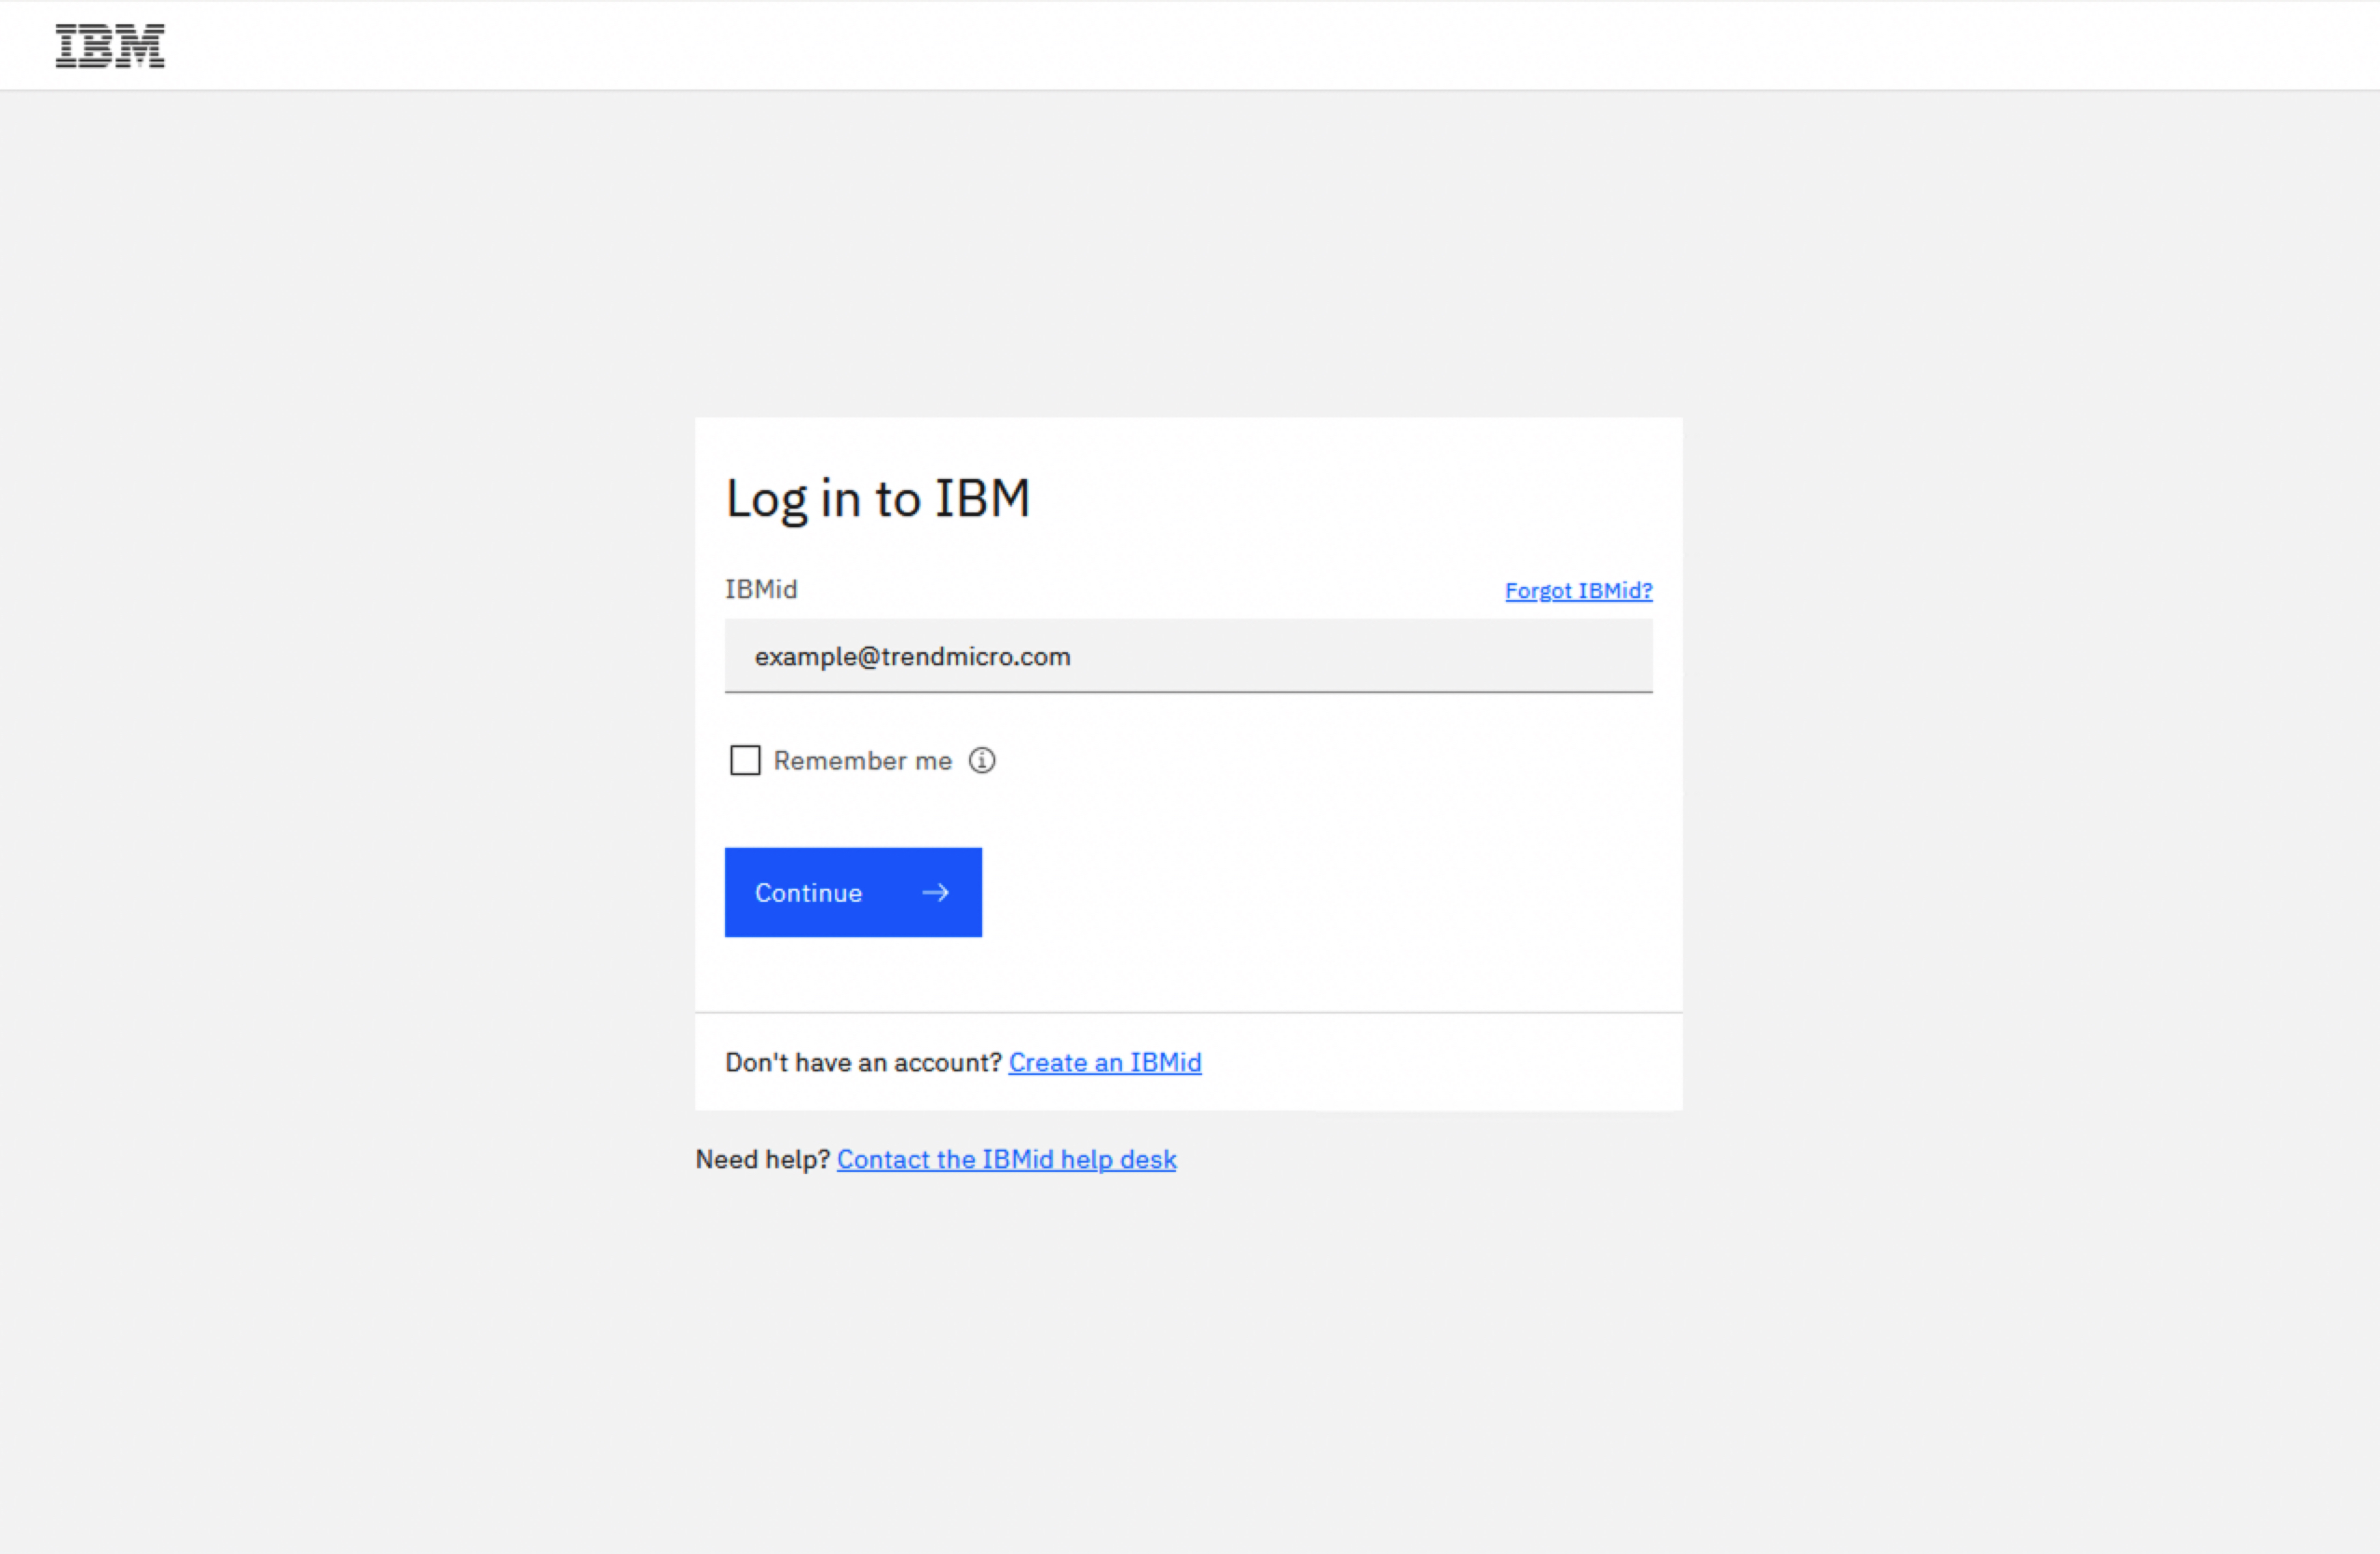 IBM
Log in to IBM
IBMid
Forgot IBMid?
example@trendmicro.com
Remember me
Continue
Don't have an account? Create an IBMid
Need help? Contact the IBMid help desk